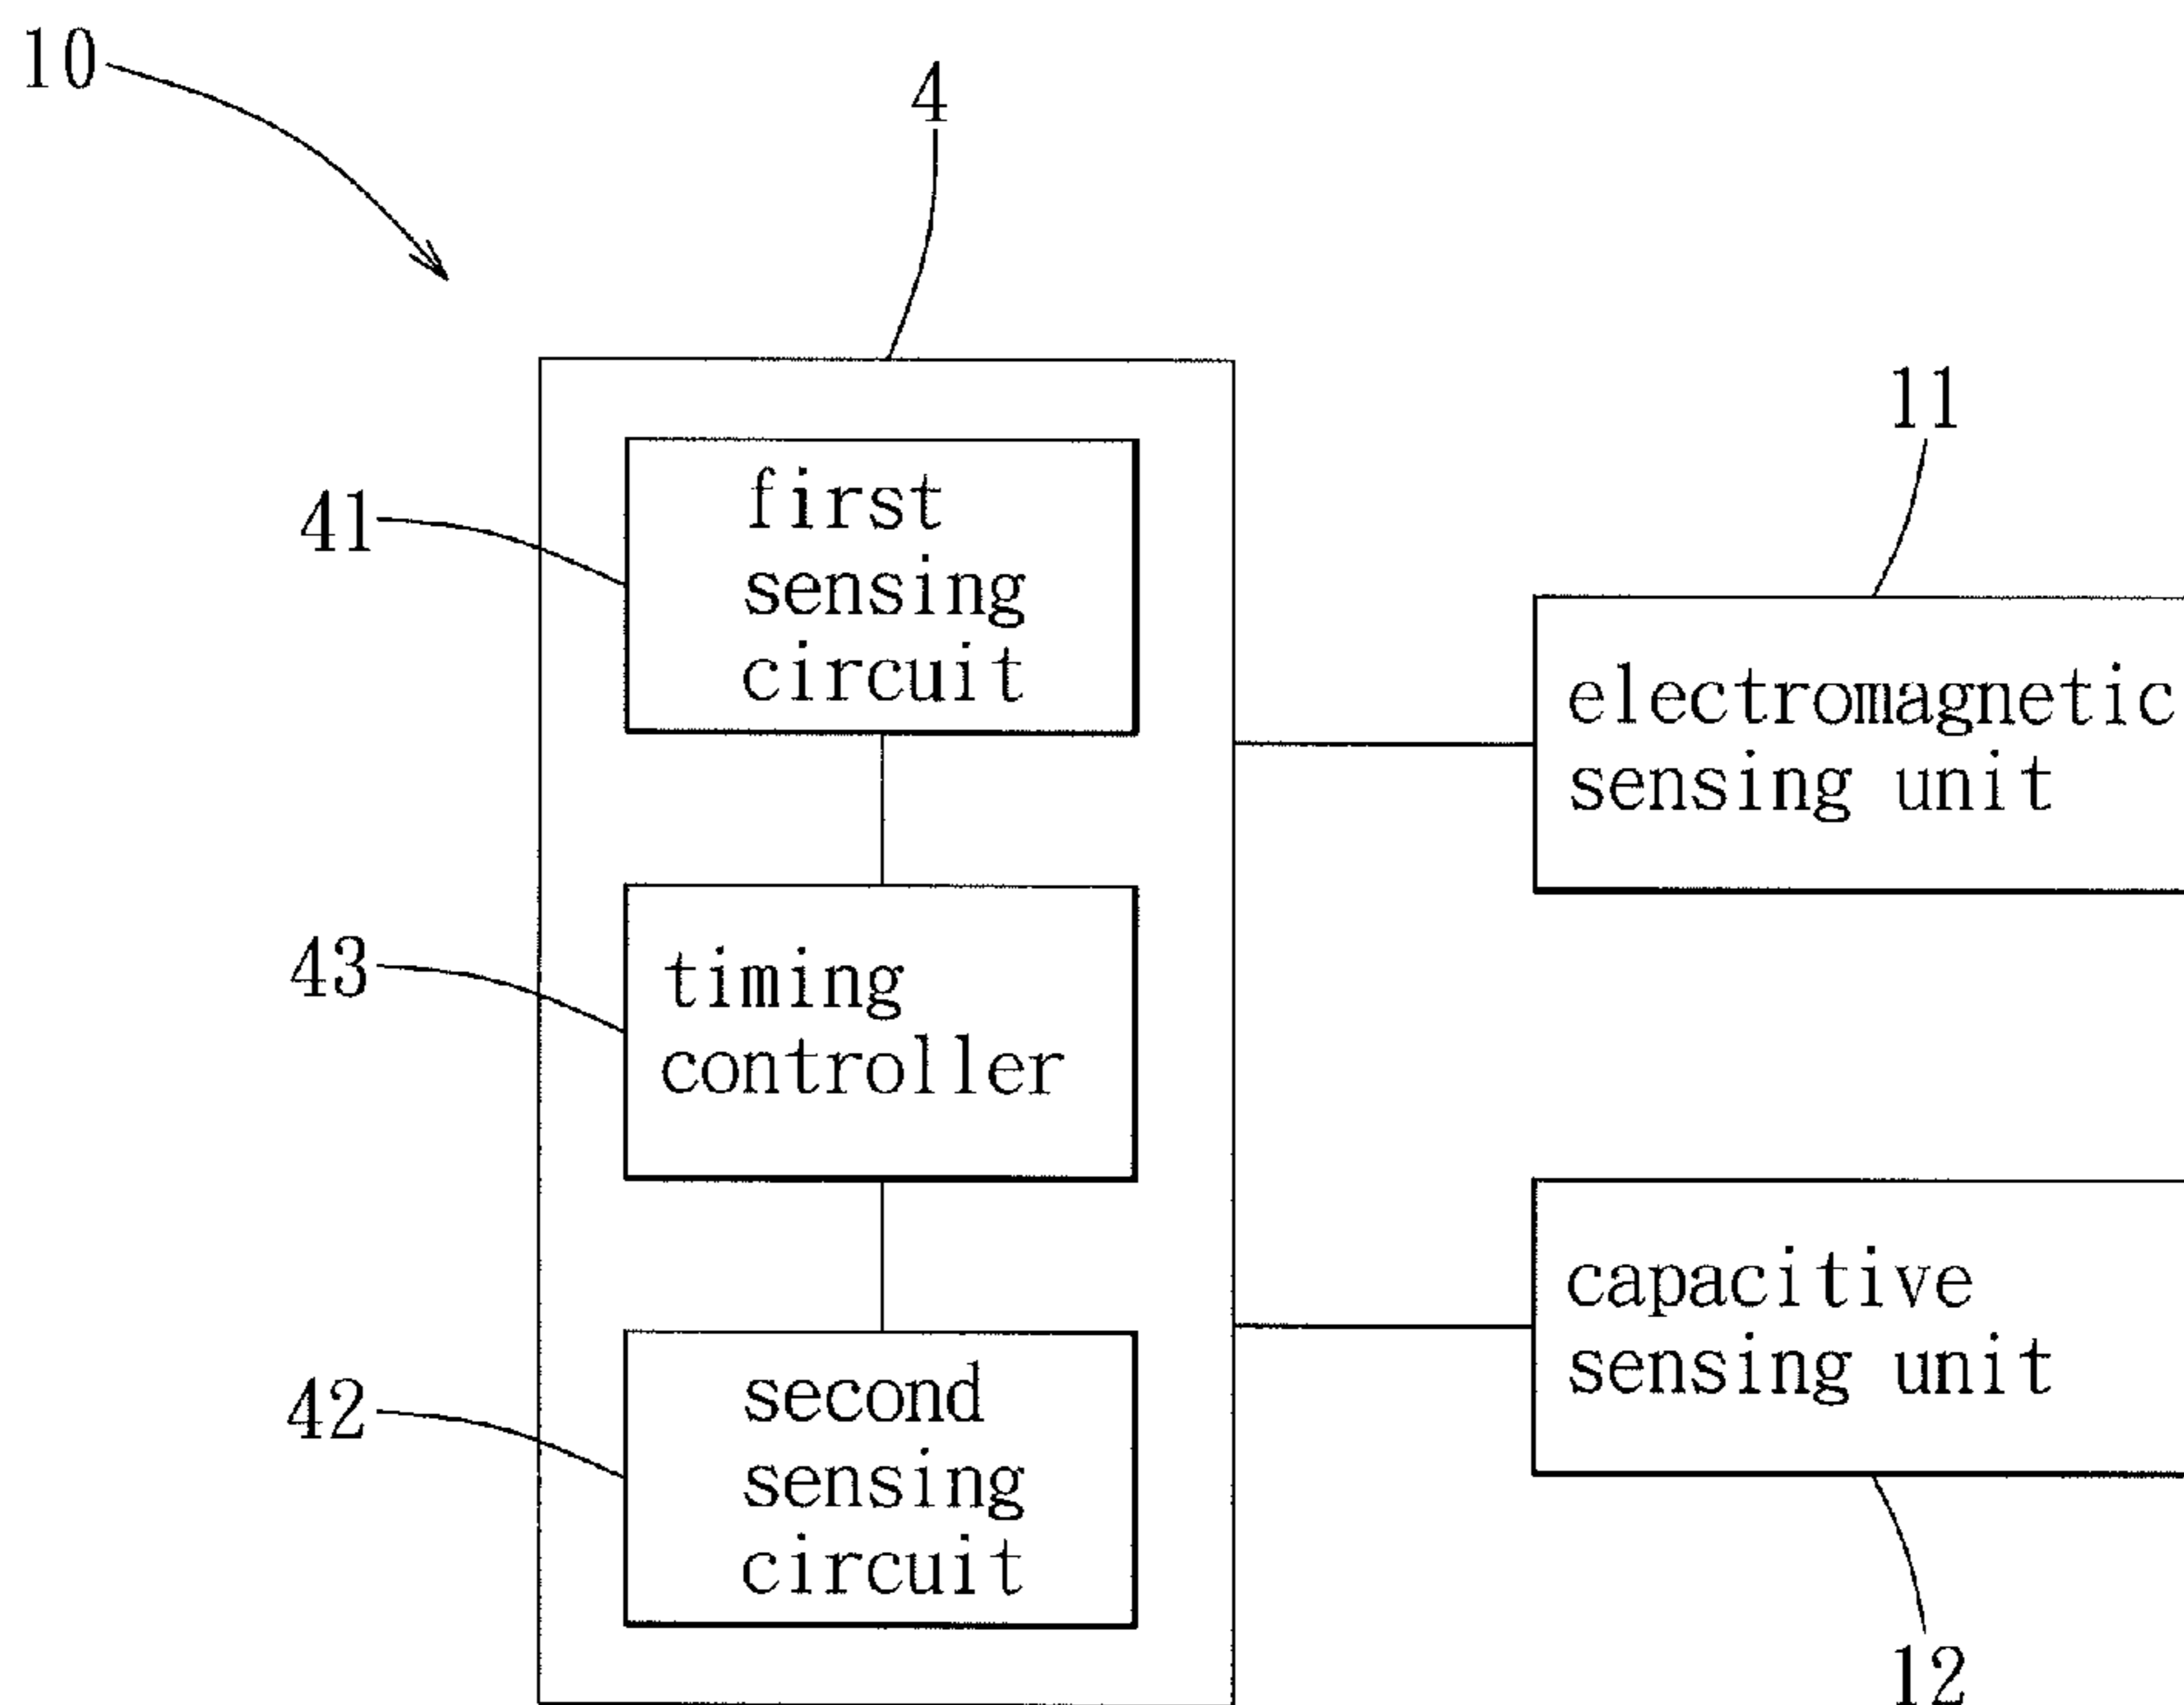 10
4
11
41
first
sensing
circuit
electromagnetic
sensing unit
43
timing
controller
capacitive
sensing unit
42
second
sensing
circuit
12